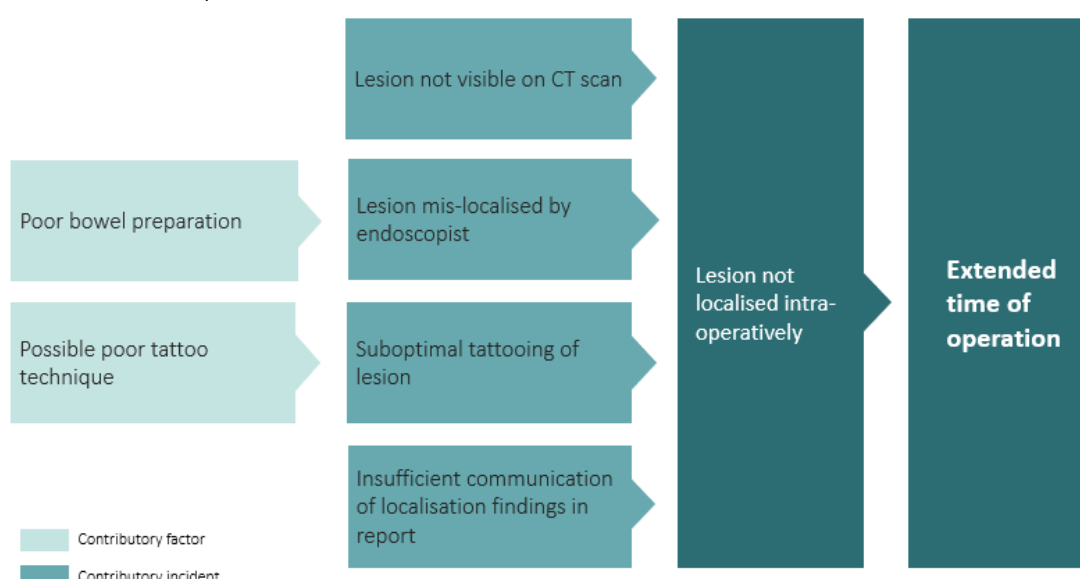 Lesion not visible on CT scan
Poor bowel preparation
Lesion mis-localised by
endoscopist
Possible poor tattoo
technique
Suboptimal tattooing of
lesion
Insufficient communication
of localisation findings in
report
Lesion not
localised intra-
operatively
Extended
time of
operation
Contributory factor
Contributory incident